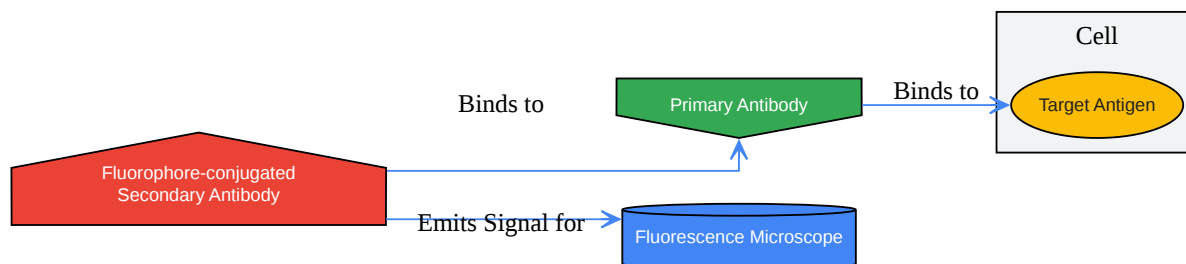 Cell
Binds to
Primary Antibody
Binds to
Target Antigen
Fluorophore-conjugated
Secondary Antibody
Emits Signal for
Fluorescence Microscope